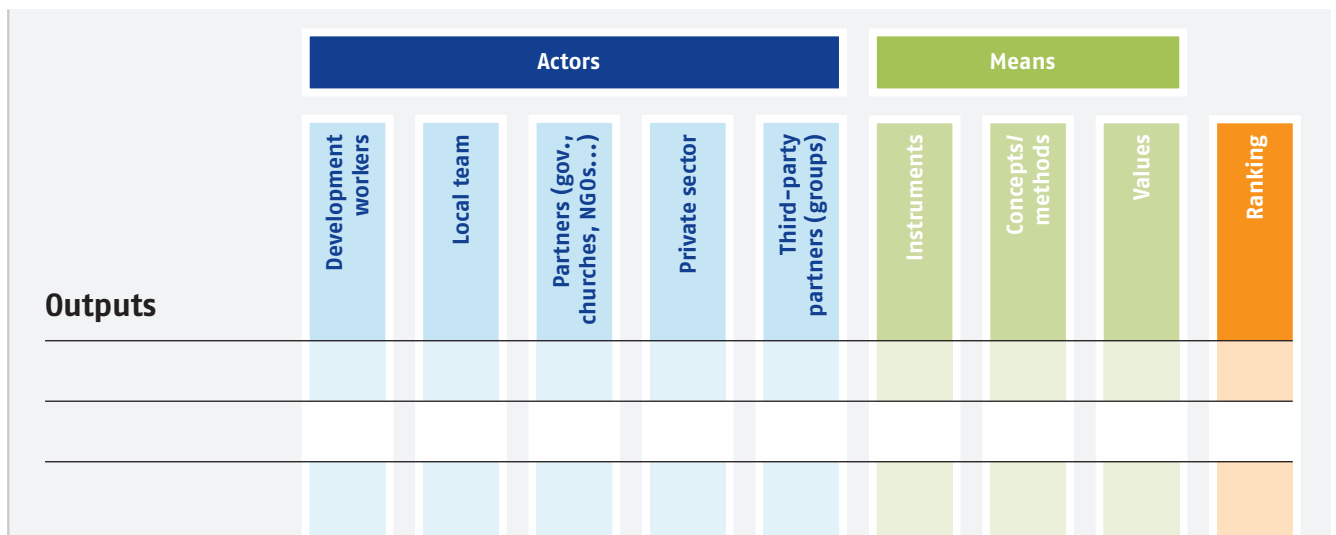 Actors
Means
Development
workers
Local team
Partners (gov.,
churches, NGOs...)
Private sector
Third-party
partners (groups)
Instruments
Concepts/
methods
Values
Ranking
Outputs